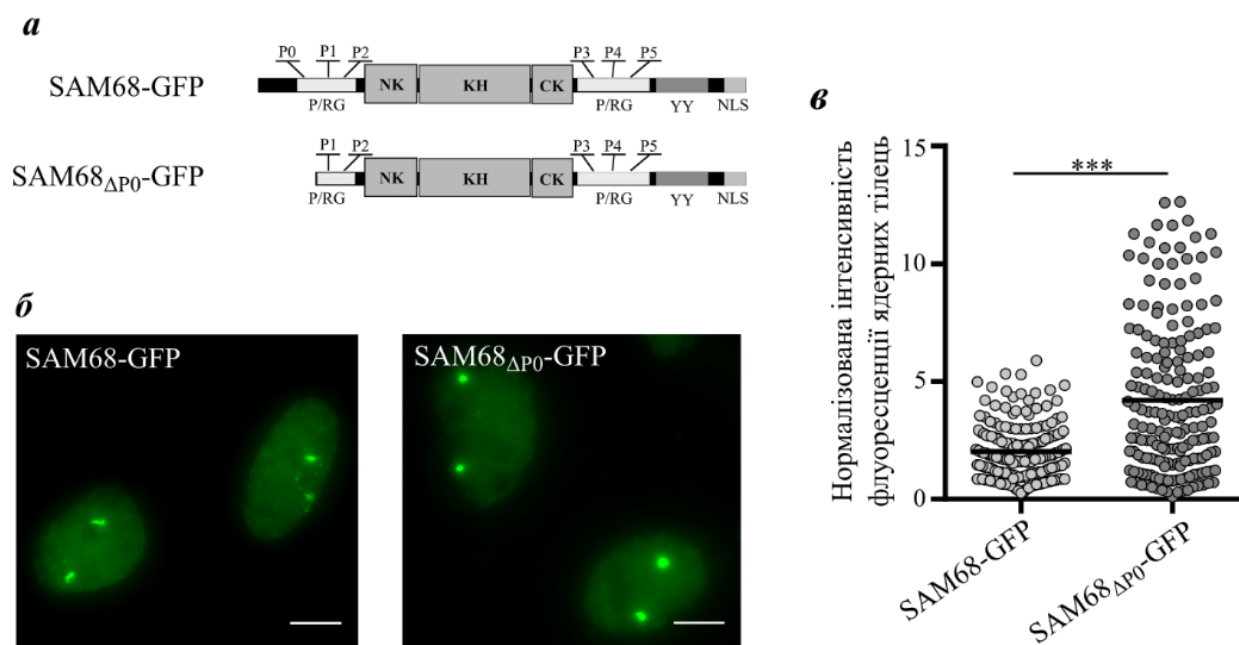 а
P0 P1 P2 P3 P4 P5
SAM68-GFP
NK KH CK
P/RG P/RG YY NLS
P1 P2 P3 P4 P5
SAM68ΔP0-GFP
NK KH CK
P/RG P/RG YY NLS
б
SAM68-GFP
SAM68ΔP0-GFP
в
Нормалізована інтенсивність
флуоресценції ядерних тілець
15
10
5
0
***
SAM68-GFP
SAM68ΔP0-GFP